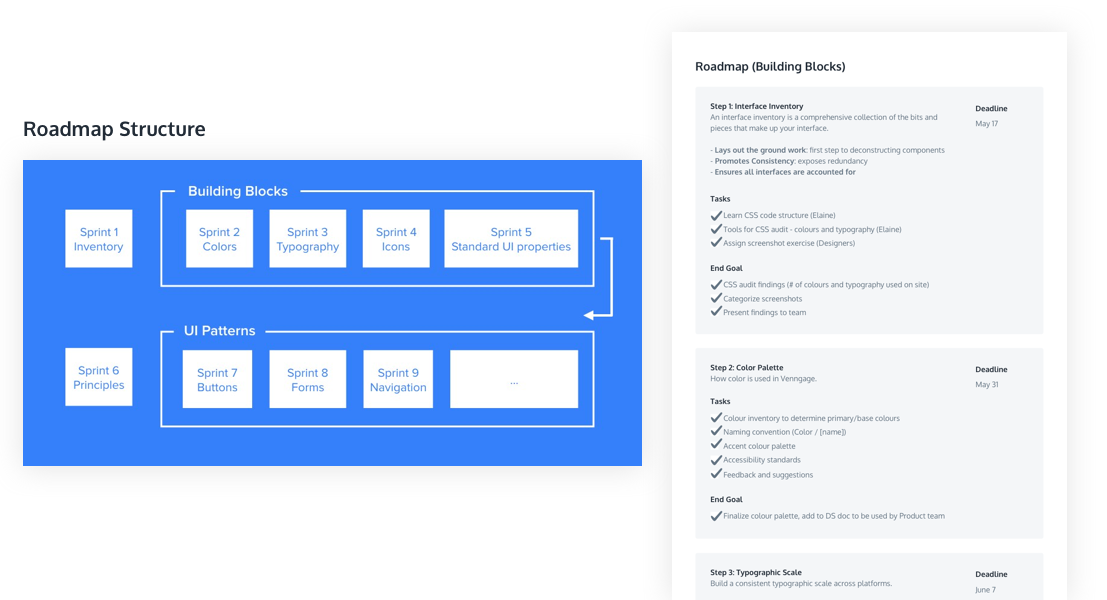 Roadmap Structure
Building Blocks
Sprint 1
Inventory
Sprint 2
Colors
Sprint 3
Typography
Sprint 4
Icons
Sprint 5
Standard UI properties
UI Patterns
Sprint 6
Principles
Sprint 7
Buttons
Sprint 8
Forms
Sprint 9
Navigation
...
Roadmap (Building Blocks)
Step 1: Interface Inventory
An interface inventory is a comprehensive collection of the bits and
pieces that make up your interface.
- Lays out the ground work: first step to deconstructing components
- Promotes Consistency: exposes redundancy
- Ensures all interfaces are accounted for
Deadline
May 17
Tasks
Learn CSS code structure (Elaine)
Tools for CSS audit - colours and typography (Elaine)
Assign screenshot exercise (Designers)
End Goal
CSS audit findings (# of colours and typography used on site)
Categorize screenshots
Present findings to team
Step 2: Color Palette
How color is used in Venngage.
Deadline
May 31
Tasks
Colour inventory to determine primary/base colours
Naming convention (Color / [name])
Accent colour palette
Accessibility standards
Feedback and suggestions
End Goal
Finalize colour palette, add to DS doc to be used by Product team
Step 3: Typographic Scale
Build a consistent typographic scale across platforms.
Deadline
June 7